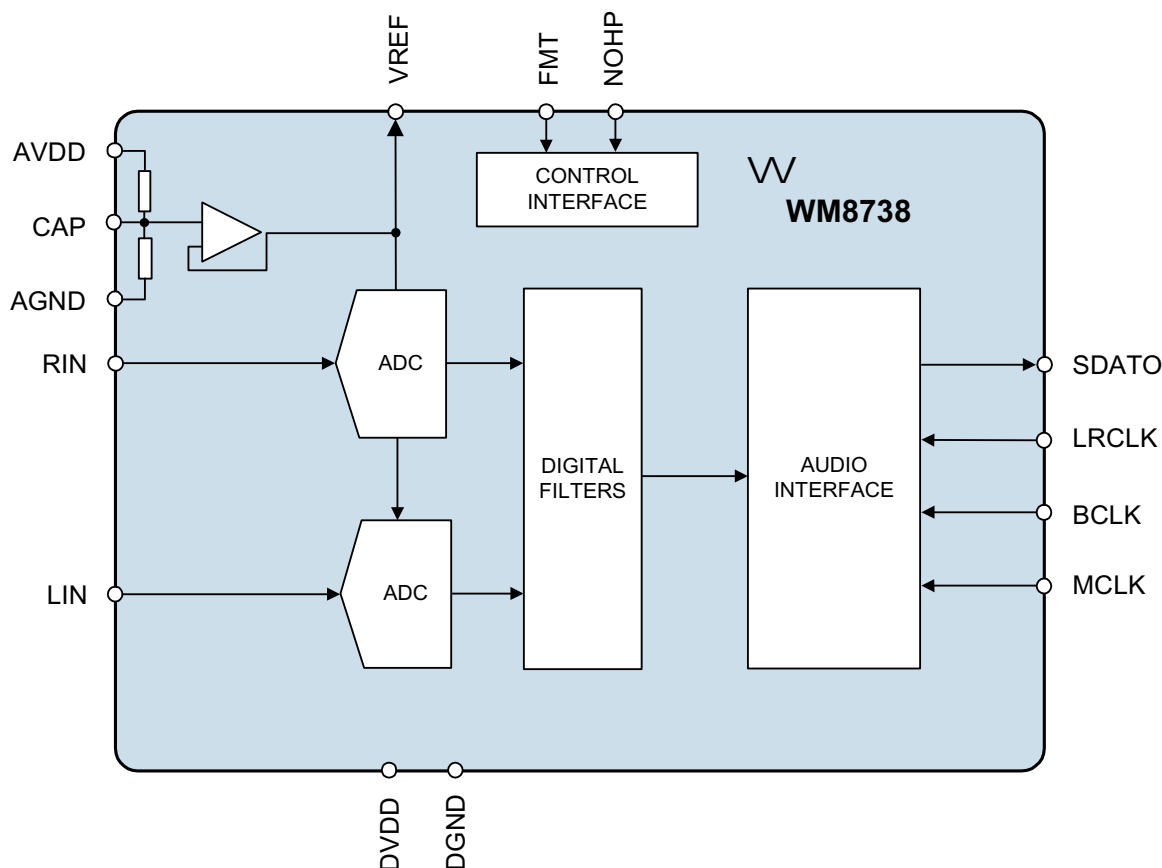 VREF
FMT
NOHP
AVDD
CAP
AGND
RIN
LIN
CONTROL
INTERFACE
WM8738
ADC
ADC
DIGITAL
FILTERS
AUDIO
INTERFACE
SDATO
LRCLK
BCLK
MCLK
DVDD
DGND